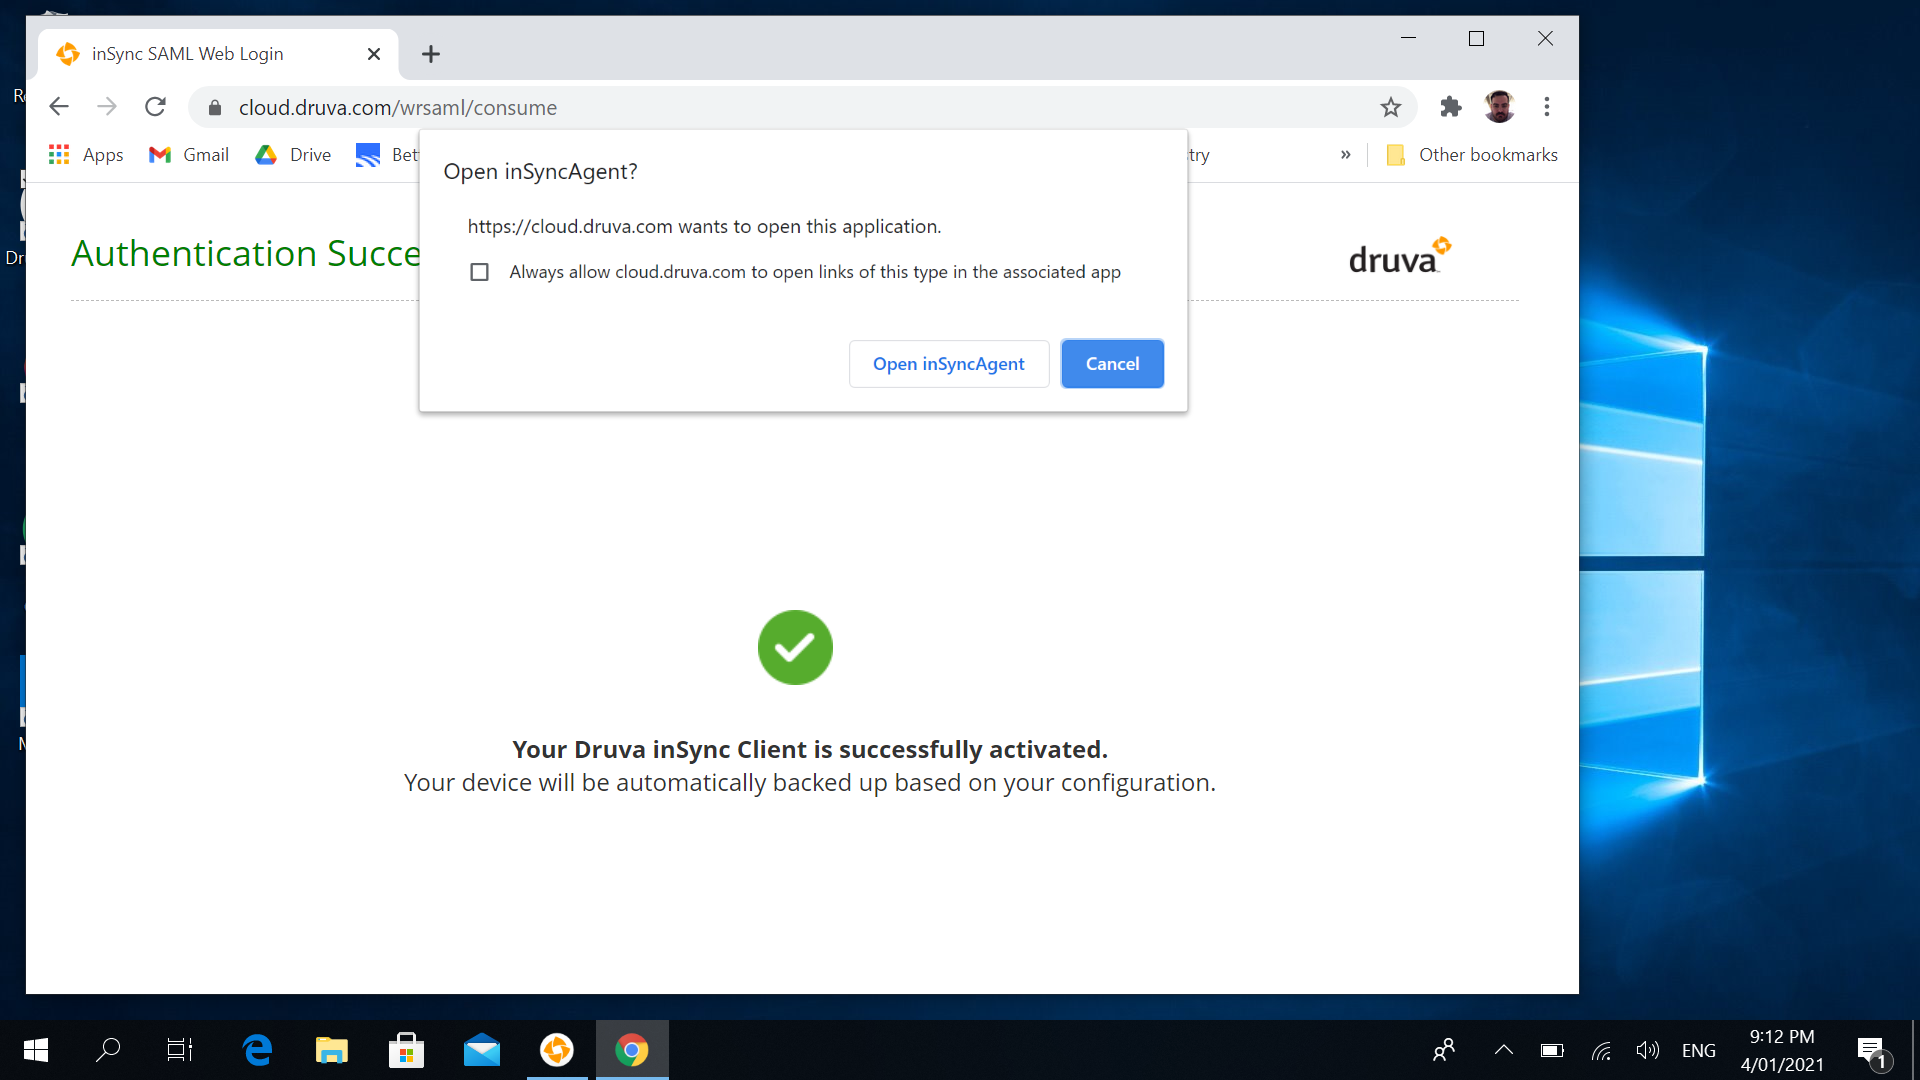 inSync SAML Web Login
cloud.druva.com/wrsaml/consume
Apps Gmail Drive Other bookmarks
Open inSyncAgent?
https://cloud.druva.com wants to open this application.
Always allow cloud.druva.com to open links of this type in the associated app
Open inSyncAgent Cancel
Authentication
druva
Your Druva inSync Client is successfully activated.
Your device will be automatically backed up based on your configuration.
ENG
9:12 PM
4/01/2021
1